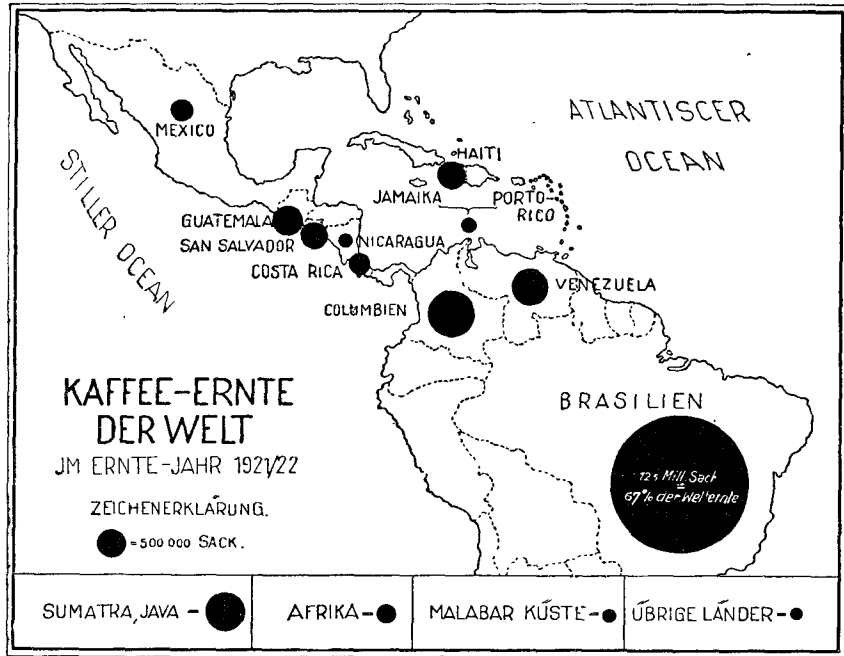 ATLANTISCER
OCEAN
MEXICO
STILLER OCEAN
HAITI
JAMAIKA
PORTO-
RICO
GUATEMALA
SAN SALVADOR
NICARAGUA
COSTA RICA
COLUMBIEN
VENEZUELA
KAFFEE-ERNTE
DER WELT
JM ERNTE-JAHR 1921/22
ZEICHENERKLÄRUNG.
=500 000 SACK.
BRASILIEN
12 5 Mill. Sack
=
67% der Welternte
SUMATRA, JAVA -
AFRIKA -
MALABAR KÜSTE -
ÜBRIGE LÄNDER -